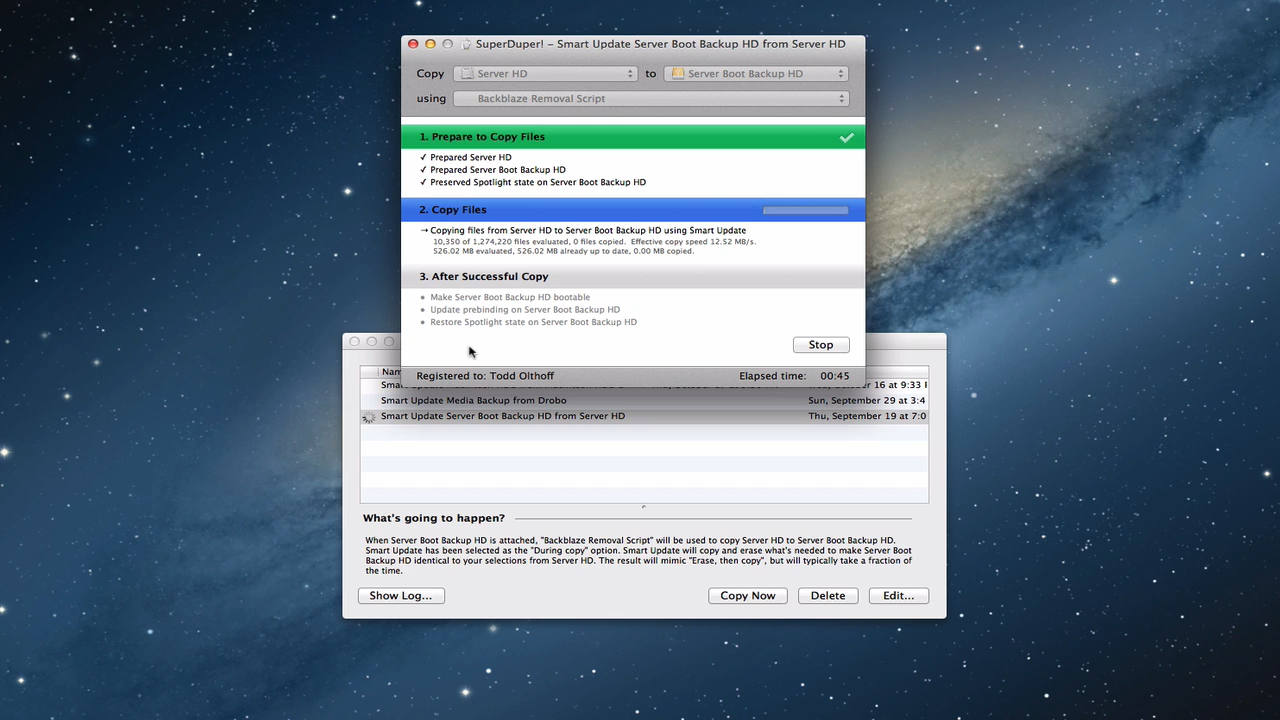 SuperDuper! – Smart Update Server Boot Backup HD from Server HD
Copy Server HD to Server Boot Backup HD
using Backblaze Removal Script
1. Prepare to Copy Files
✓ Prepared Server HD
✓ Prepared Server Boot Backup HD
✓ Preserved Spotlight state on Server Boot Backup HD
2. Copy Files
→ Copying files from Server HD to Server Boot Backup HD using Smart Update
10,350 of 1,274,220 files evaluated, 0 files copied. Effective copy speed 12.52 MB/s.
526.02 MB evaluated, 526.02 MB already up to date, 0.00 MB copied.
3. After Successful Copy
• Make Server Boot Backup HD bootable
• Update prebinding on Server Boot Backup HD
• Restore Spotlight state on Server Boot Backup HD
Stop
Registered to: Todd Olthoff Elapsed time: 00:45
Smart Update Media Backup from Drobo Sun, September 29 at 3:4
Smart Update Server Boot Backup HD from Server HD Thu, September 19 at 7:0
What's going to happen?
When Server Boot Backup HD is attached, "Backblaze Removal Script" will be used to copy Server HD to Server Boot Backup HD.
Smart Update has been selected as the "During copy" option. Smart Update will copy and erase what's needed to make Server Boot
Backup HD identical to your selections from Server HD. The result will mimic "Erase, then copy", but will typically take a fraction of
the time.
Show Log... Copy Now Delete Edit...